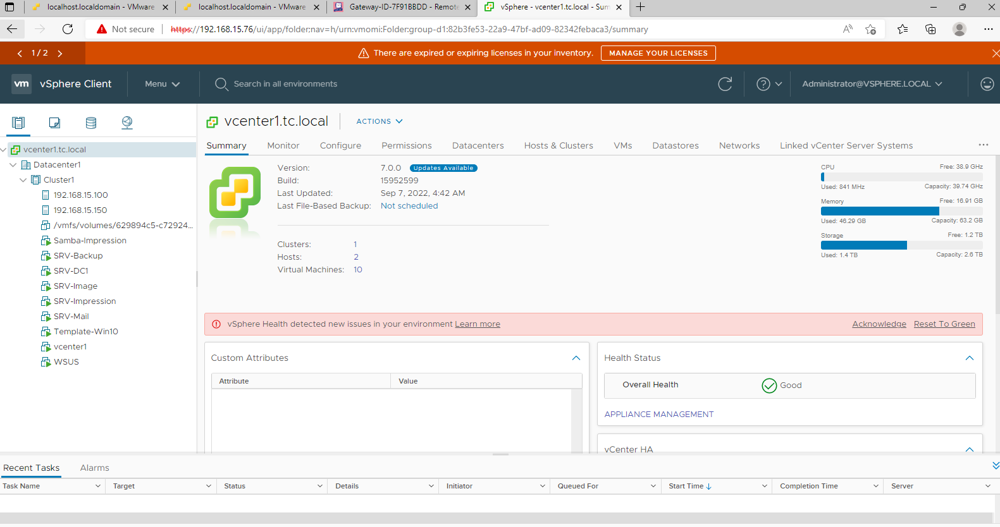 localhost.localdomain - VMware
localhost.localdomain - VMware
Gateway-ID-7F91BBDD - Remote
vSphere - vcenter1.tc.local - Sum
Not secure
https://192.168.15.76/ui/app/folder;nav=h/urn:vmomi:Folder:group-d1:82b3fe53-22a9-47bf-ad09-82342febaca3/summary
1 / 2
There are expired or expiring licenses in your inventory.
MANAGE YOUR LICENSES
vm
vSphere Client
Menu
Search in all environments
Administrator@VSPHERE.LOCAL
vcenter1.tc.local
Datacenter1
Cluster1
192.168.15.100
192.168.15.150
/vmfs/volumes/629894c5-c72924...
Samba-Impression
SRV-Backup
SRV-DC1
SRV-Image
SRV-Impression
SRV-Mail
Template-Win10
vcenter1
WSUS
vcenter1.tc.local
ACTIONS
Summary
Monitor
Configure
Permissions
Datacenters
Hosts & Clusters
VMs
Datastores
Networks
Linked vCenter Server Systems
Version: 7.0.0 Updates Available
Build: 15952599
Last Updated: Sep 7, 2022, 4:42 AM
Last File-Based Backup: Not scheduled
Clusters: 1
Hosts: 2
Virtual Machines: 10
CPU Free: 38.9 GHz
Used: 841 MHz Capacity: 39.74 GHz
Memory Free: 16.91 GB
Used: 46.29 GB Capacity: 63.2 GB
Storage Free: 1.2 TB
Used: 1.4 TB Capacity: 2.6 TB
vSphere Health detected new issues in your environment Learn more
Acknowledge
Reset To Green
Custom Attributes
Attribute Value
Health Status
Overall Health Good
APPLIANCE MANAGEMENT
vCenter HA
Recent Tasks
Alarms
Task Name Target Status Details Initiator Queued For Start Time Completion Time Server